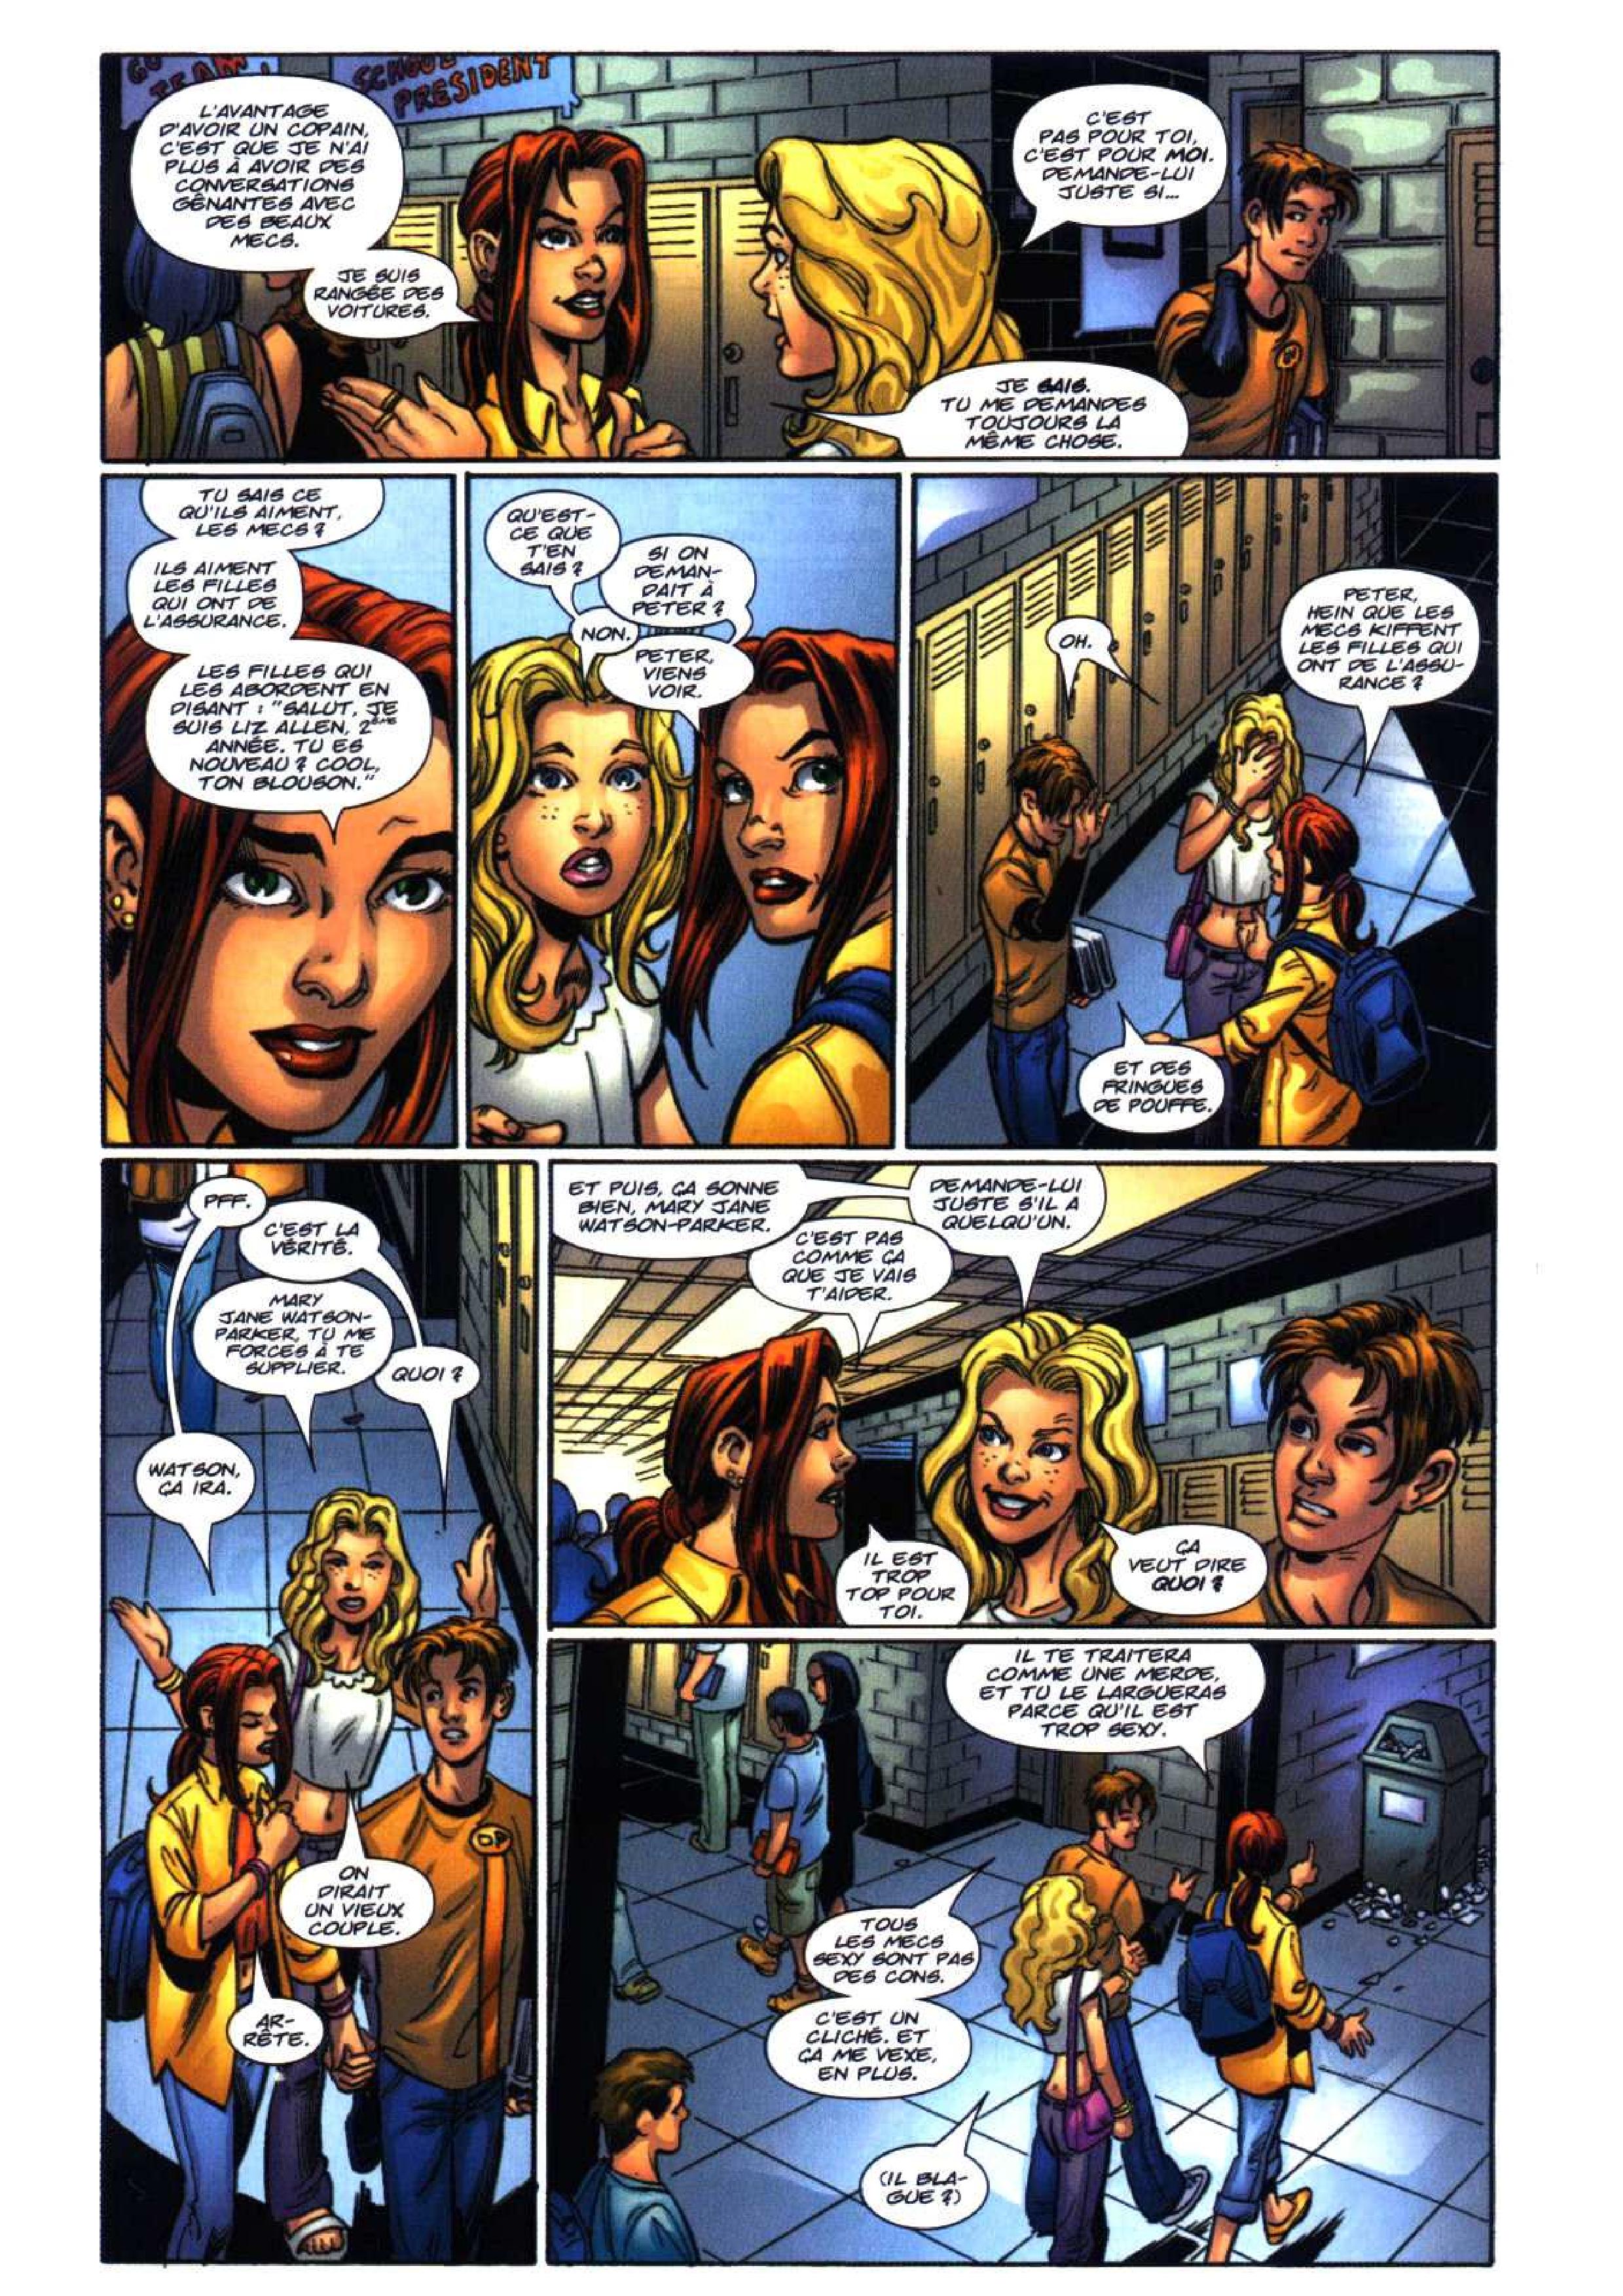 GO
TEAM!
SCHOOL
PRESIDENT
L'AVANTAGE
D'AVOIR UN COPAIN,
C'EST QUE JE N'AI
PLUS À AVOIR DES
CONVERSATIONS
GÊNANTES AVEC
DES BEAUX
MECS.
JE SUIS
RANGÉE DES
VOITURES.
C'EST
PAS POUR TOI,
C'EST POUR MOI.
DEMANDE-LUI
JUSTE SI...
JE SAIS.
TU ME DEMANDES
TOUJOURS LA
MÊME CHOSE.
TU SAIS CE
QU'ILS AIMENT,
LES MECS ?
ILS AIMENT
LES FILLES
QUI ONT DE
L'ASSURANCE.
LES FILLES QUI
LES ABORDENT EN
DISANT : "SALUT, JE
SUIS LIZ ALLEN, 2ÈME
ANNÉE. TU ES
NOUVEAU ? COOL,
TON BLOUSON."
QU'EST-
CE QUE
T'EN
SAIS ?
SI ON
DEMAN-
DAIT À
PETER ?
NON.
PETER,
VIENS
VOIR.
OH.
PETER,
HEIN QUE LES
MECS KIFFENT
LES FILLES QUI
ONT DE L'ASSU-
RANCE ?
ET DES
FRINGUES
DE POUFFE.
PFF.
C'EST LA
VÉRITÉ.
MARY
JANE WATSON-
PARKER, TU ME
FORCES À TE
SUPPLIER.
QUOI ?
WATSON,
ÇA IRA.
ON
DIRAIT
UN VIEUX
COUPLE.
AR-
RÊTE.
ET PUIS, ÇA SONNE
BIEN, MARY JANE
WATSON-PARKER.
DEMANDE-LUI
JUSTE S'IL A
QUELQU'UN.
C'EST PAS
COMME ÇA
QUE JE VAIS
T'AIDER.
IL EST
TROP
TOP POUR
TOI.
ÇA
VEUT DIRE
QUOI ?
IL TE TRAITERA
COMME UNE MERDE,
ET TU LE LARGUERAS
PARCE QU'IL EST
TROP SEXY.
TOUS
LES MECS
SEXY SONT PAS
DES CONS.
C'EST UN
CLICHÉ. ET
ÇA ME VEXE,
EN PLUS.
(IL BLA-
GUE ?)